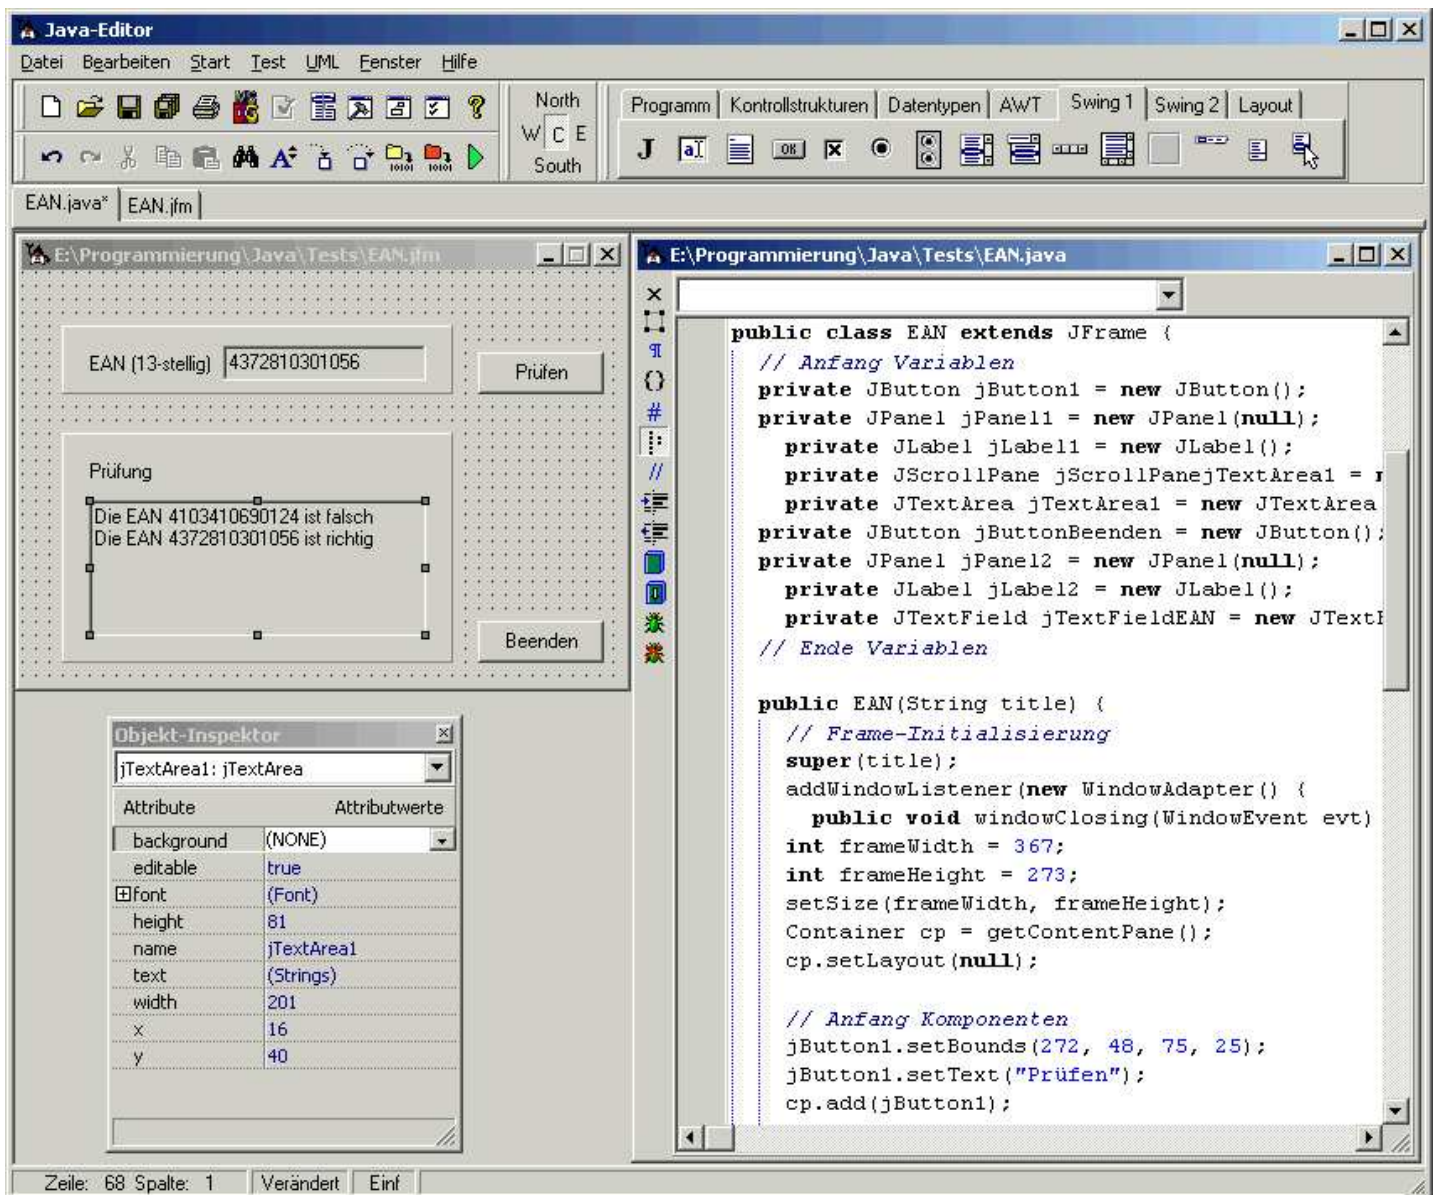 Java-Editor
Datei Bearbeiten Start Test UML Fenster Hilfe
North
W C E
South
Programm Kontrollstrukturen Datentypen AWT Swing 1 Swing 2 Layout
EAN.java* EAN.jfm
E:\Programmierung\Java\Tests\EAN.jfm
EAN (13-stellig) 4372810301056
Prüfen
Prüfung
Die EAN 4103410690124 ist falsch
Die EAN 4372810301056 ist richtig
Beenden
Objekt-Inspektor
jTextArea1: jTextArea
Attribute Attributwerte
background (NONE)
editable true
font (Font)
height 81
name jTextArea1
text (Strings)
width 201
x 16
y 40
E:\Programmierung\Java\Tests\EAN.java
public class EAN extends JFrame {
// Anfang Variablen
private JButton jButton1 = new JButton();
private JPanel jPanel1 = new JPanel(null);
private JLabel jLabel1 = new JLabel();
private JScrollPane jScrollPanejTextArea1 =
private JTextArea jTextArea1 = new JTextArea
private JButton jButtonBeenden = new JButton();
private JPanel jPanel2 = new JPanel(null);
private JLabel jLabel2 = new JLabel();
private JTextField jTextFieldEAN = new
// Ende Variablen
public EAN(String title) {
// Frame-Initialisierung
super(title);
addWindowListener(new WindowAdapter() {
public void windowClosing(WindowEvent evt)
int frameWidth = 367;
int frameHeight = 273;
setSize(frameWidth, frameHeight);
Container cp = getContentPane();
cp.setLayout(null);
// Anfang Komponenten
jButton1.setBounds(272, 48, 75, 25);
jButton1.setText("Prüfen");
cp.add(jButton1);
Zeile: 68 Spalte: 1 Verändert Einf